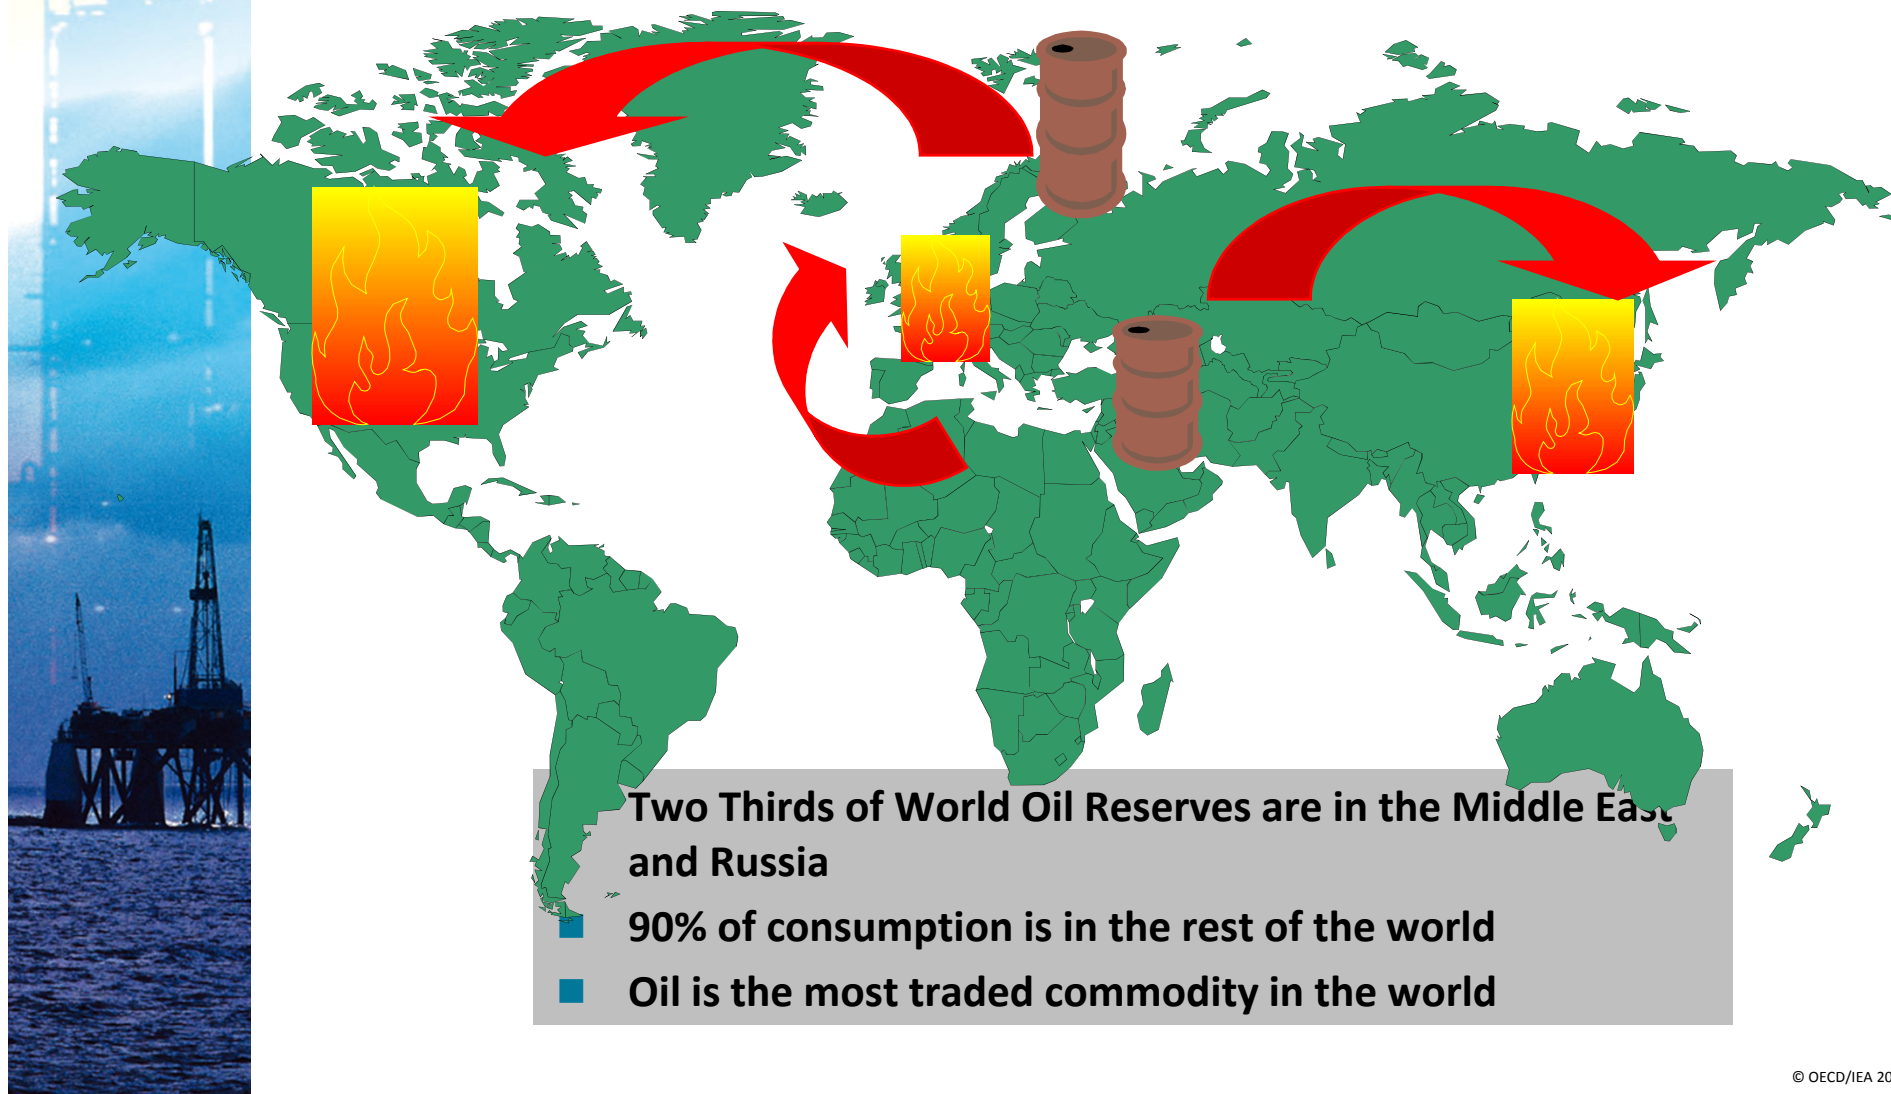 Two Thirds of World Oil Reserves are in the Middle East
and Russia
90% of consumption is in the rest of the world
Oil is the most traded commodity in the world
© OECD/IEA 20